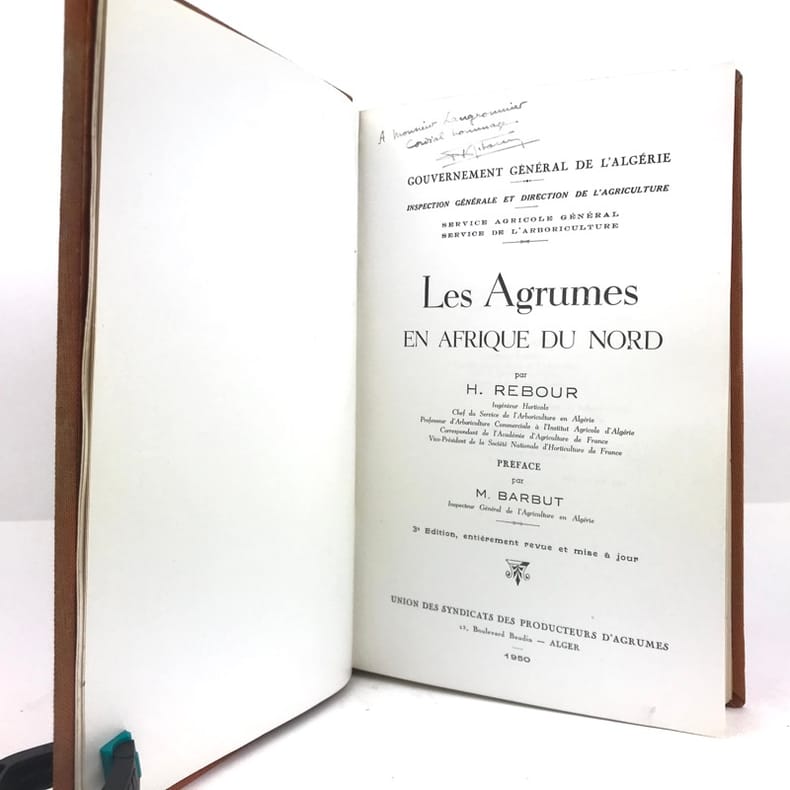 A Monsieur Langronnier
Cordial hommage.
GOUVERNEMENT GÉNÉRAL DE L'ALGÉRIE
INSPECTION GÉNÉRALE ET DIRECTION DE L'AGRICULTURE
SERVICE AGRICOLE GÉNÉRAL
SERVICE DE L'ARBORICULTURE
Les Agrumes
EN AFRIQUE DU NORD
par
H. REBOUR
Ingénieur Horticole
Chef du Service de l'Arboriculture en Algérie
Professeur d'Arboriculture Commerciale à l'Institut Agricole d'Algérie
Correspondant de l'Académie d'Agriculture de France
Vice-Président de la Société Nationale d'Horticulture de France
PREFACE
par
M. BARBUT
Inspecteur Général de l'Agriculture en Algérie
3e Edition, entiérement revue et mise à jour
UNION DES SYNDICATS DES PRODUCTEURS D'AGRUMES
12, Boulevard Baudin — ALGER
1950